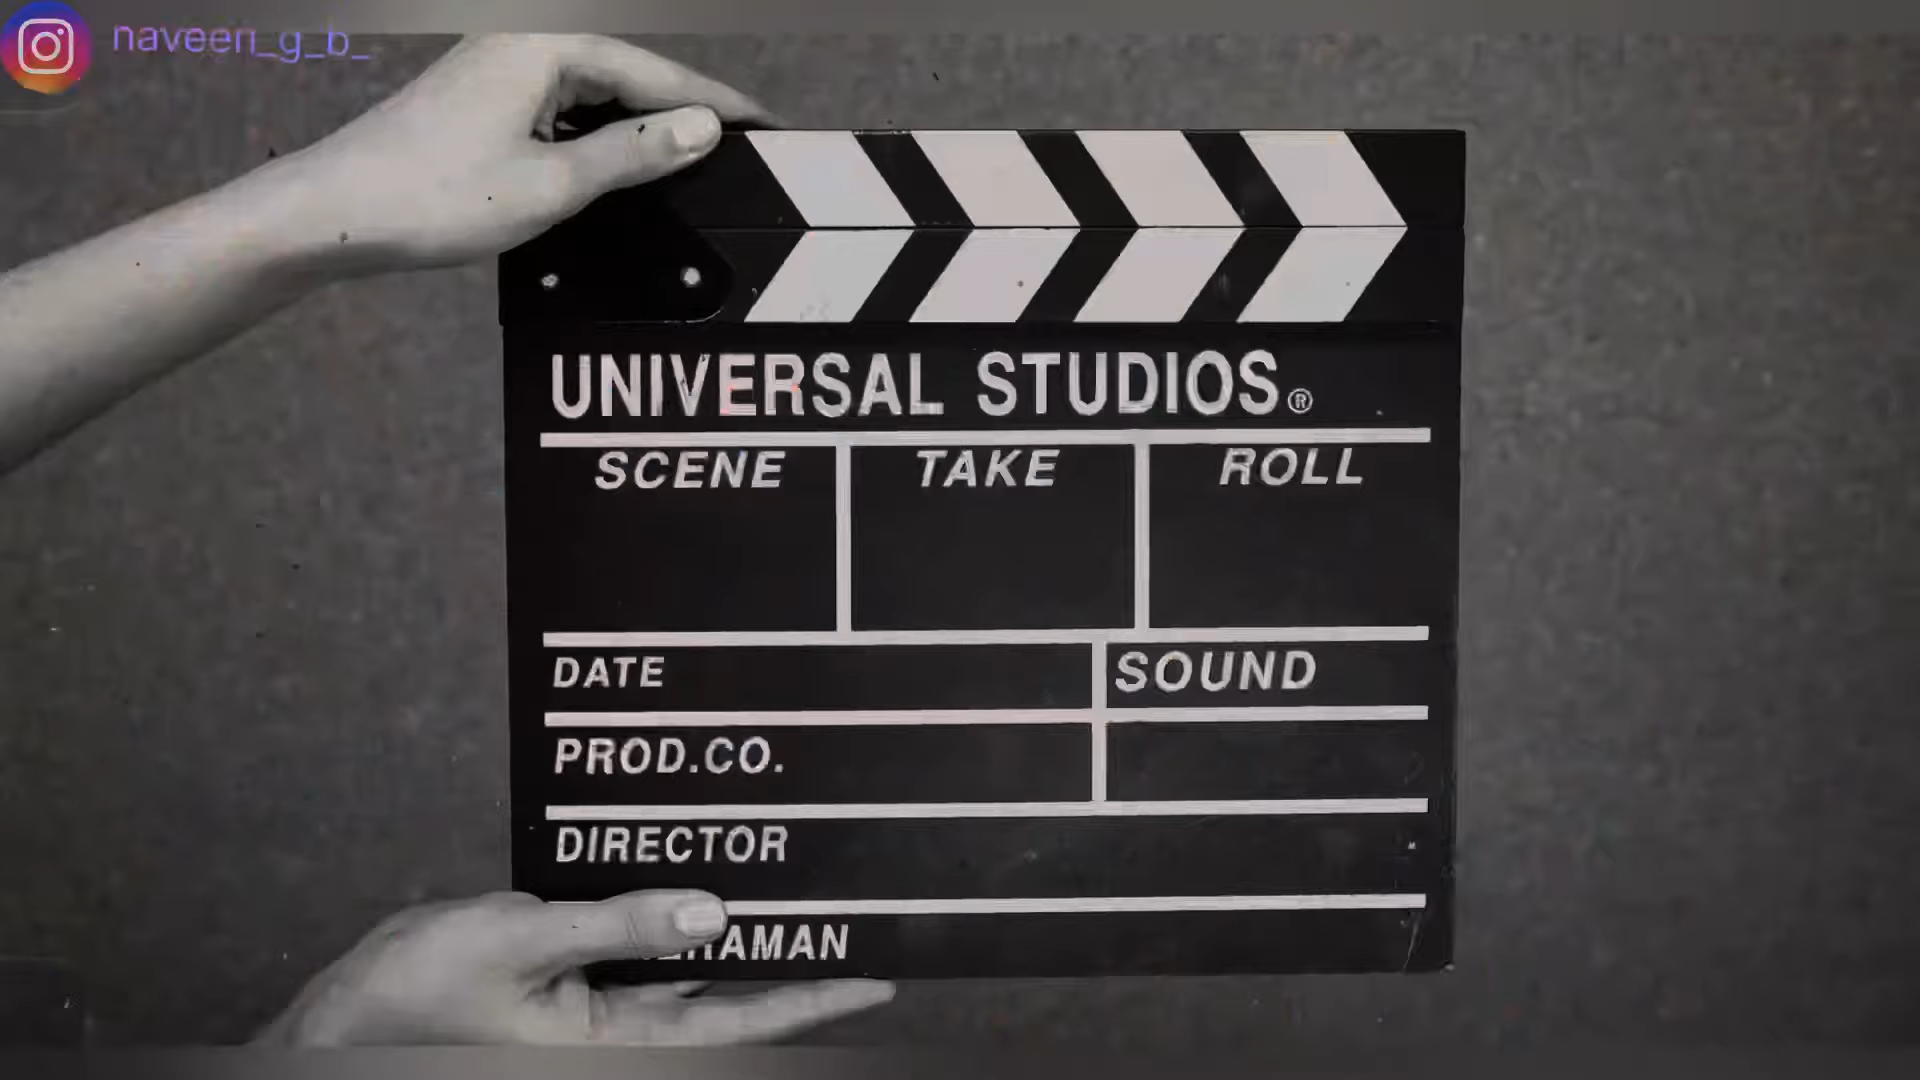 naveen_g_b_
UNIVERSAL STUDIOS®
SCENE TAKE ROLL
DATE SOUND
PROD.CO.
DIRECTOR